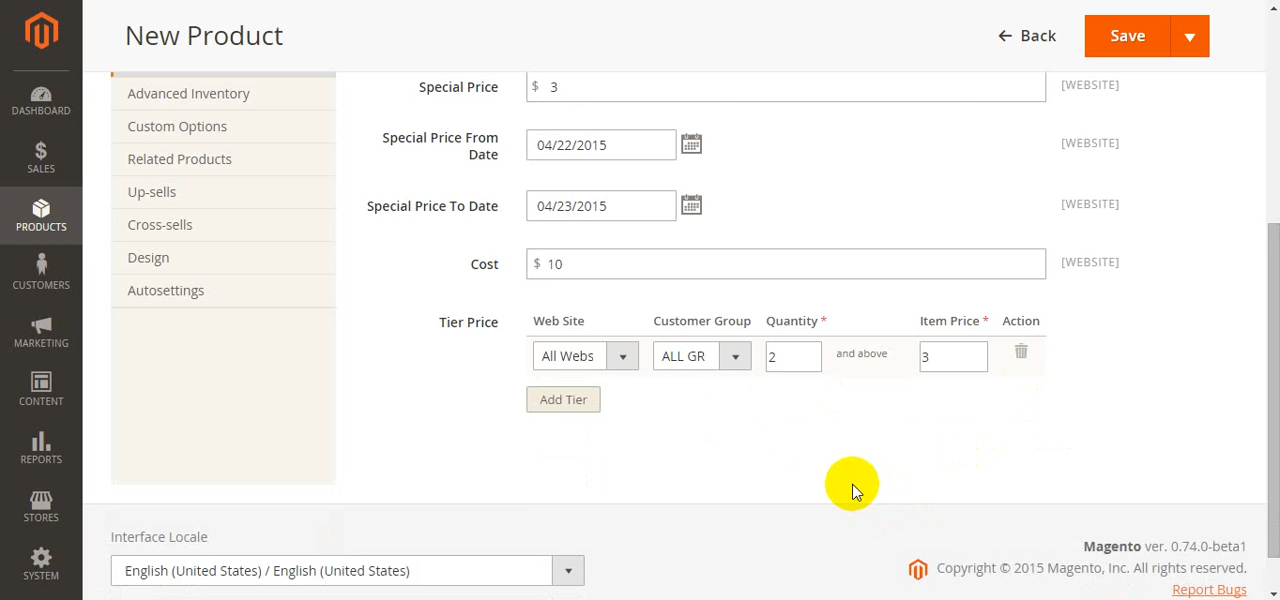 New Product
← Back
Save
DASHBOARD
SALES
PRODUCTS
CUSTOMERS
MARKETING
CONTENT
REPORTS
STORES
SYSTEM
Advanced Inventory
Custom Options
Related Products
Up-sells
Cross-sells
Design
Autosettings
Special Price $ 3 [WEBSITE]
Special Price From
Date 04/22/2015 [WEBSITE]
Special Price To Date 04/23/2015 [WEBSITE]
Cost $ 10 [WEBSITE]
Tier Price Web Site Customer Group Quantity * Item Price * Action
All Webs ALL GR 2 and above 3
Add Tier
Interface Locale
English (United States) / English (United States)
Magento ver. 0.74.0-beta1
Copyright © 2015 Magento, Inc. All rights reserved.
Report Bugs